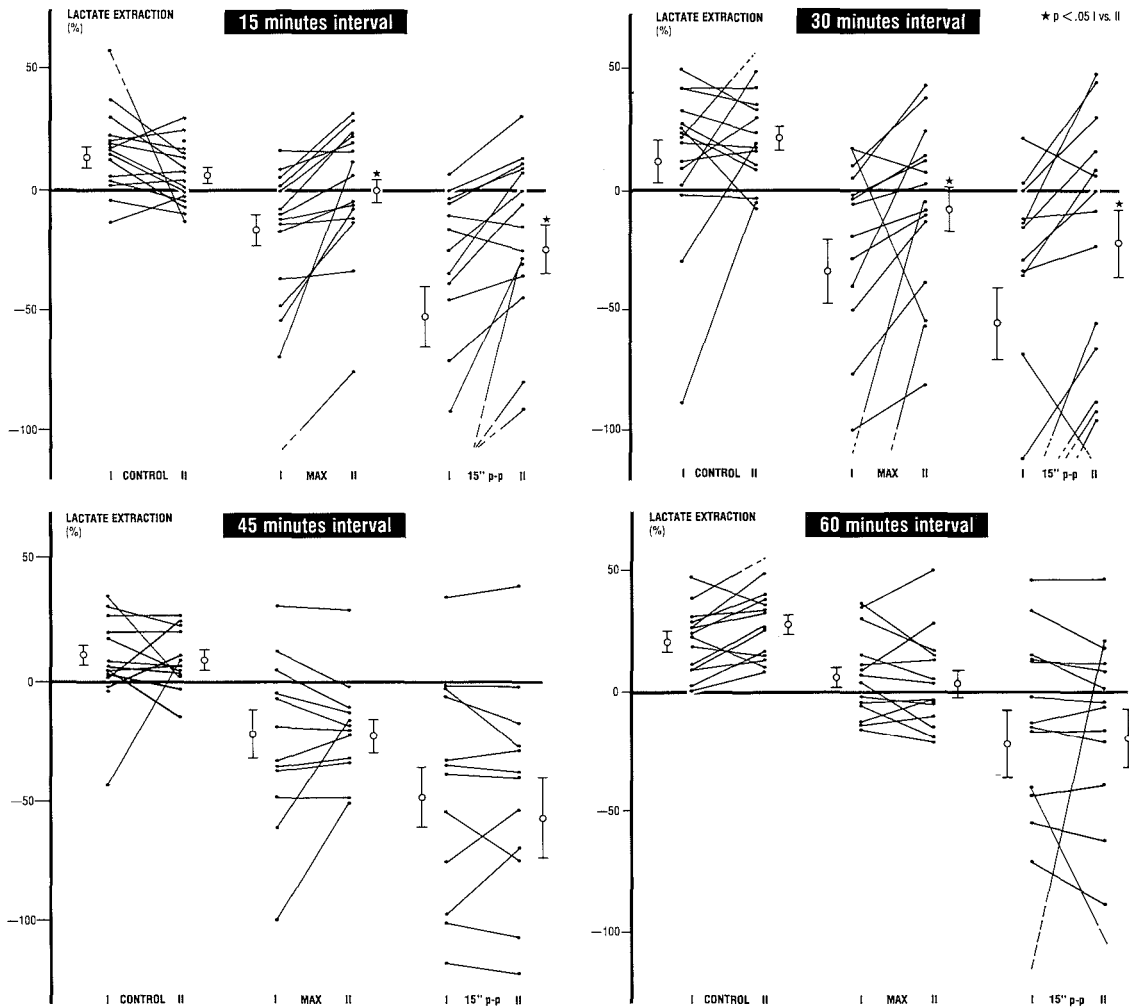 LACTATE EXTRACTION
(%)
15 minutes interval
50
0
—50
—100
I CONTROL II
I MAX II
I 15" p-p II
LACTATE EXTRACTION
(%)
30 minutes interval
★ p < .05 I vs. II
50
0
—50
—100
I CONTROL II
I MAX II
I 15" p-p II
LACTATE EXTRACTION
(%)
45 minutes interval
50
0
—50
—100
I CONTROL II
I MAX II
I 15" p-p II
LACTATE EXTRACTION
(%)
60 minutes interval
50
0
—50
—100
I CONTROL II
I MAX II
I 15" p-p II